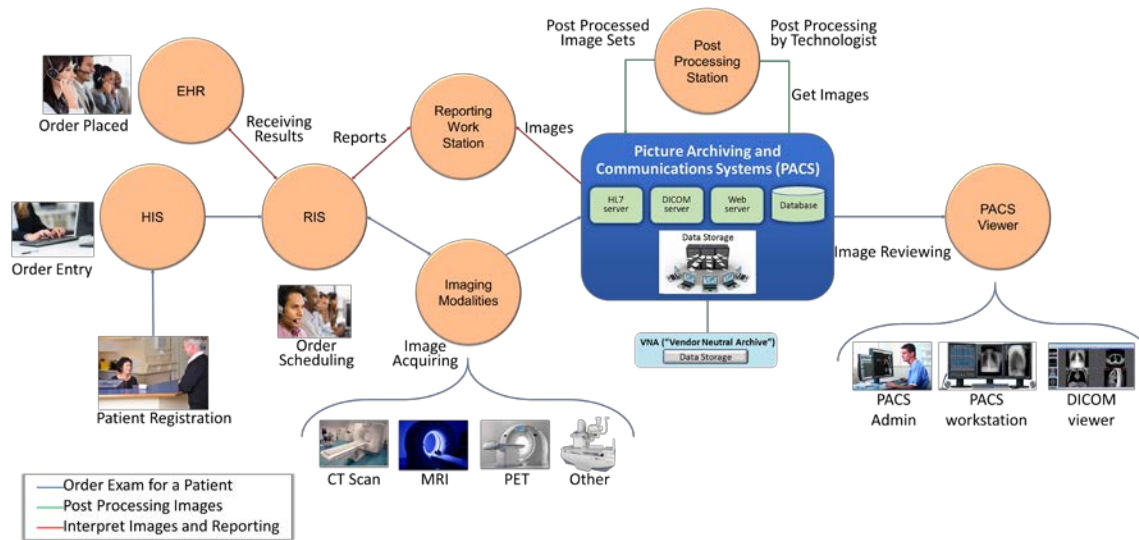 Post Processed
Image Sets
Post
Processing
Station
Post Processing
by Technologist
Get Images
EHR
Order Placed
Receiving
Results
Reports
Reporting
Work
Station
Images
Picture Archiving and
Communications Systems (PACS)
HL7
server
DICOM
server
Web
server
Database
Data Storage
HIS
Order Entry
RIS
PACS
Viewer
Image Reviewing
Imaging
Modalities
Order
Scheduling
Image
Acquiring
VNA ("Vendor Neutral Archive")
Data Storage
Patient Registration
PACS
Admin
PACS
workstation
DICOM
viewer
CT Scan
MRI
PET
Other
Order Exam for a Patient
Post Processing Images
Interpret Images and Reporting